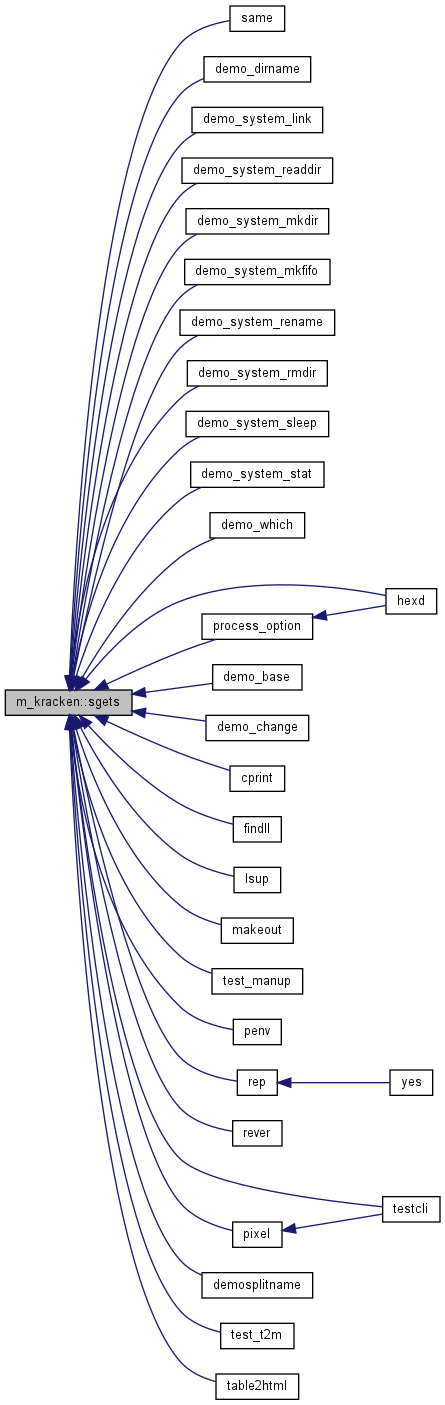 same
demo_dirname
demo_system_link
demo_system_readdir
demo_system_mkdir
demo_system_mkfifo
demo_system_rename
demo_system_rmdir
demo_system_sleep
demo_system_stat
demo_which
hexd
process_option
demo_base
m_kracken::sgets
demo_change
cprint
findll
lsup
makeout
test_manup
penv
rep
yes
rever
testcli
pixel
demosplitname
test_t2m
table2html